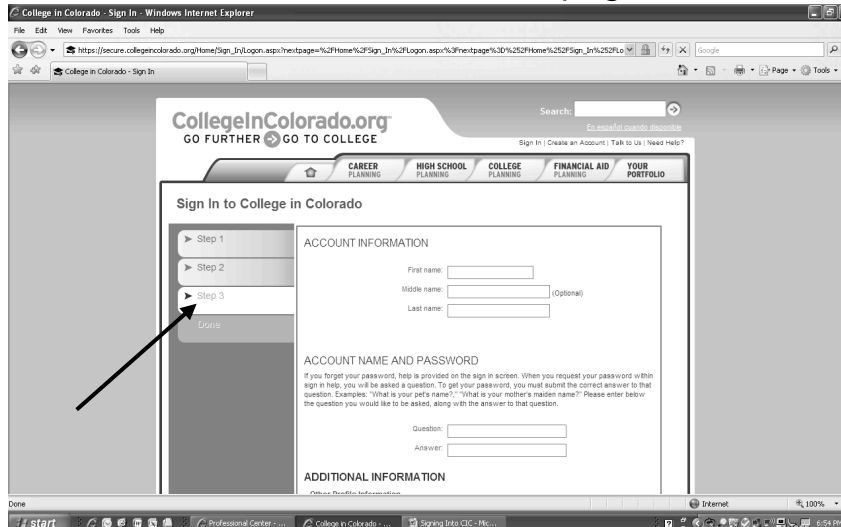 College in Colorado - Sign In - Windows Internet Explorer
File Edit View Favorites Tools Help
https://secure.collegeincolorado.org/Home/Sign_In/Logon.aspx?nextpage=%2FHome%2FSign_In%2FLogon.aspx%3Fnextpage%3D%252FHome%252FSign_In%252FLo
Google
College in Colorado - Sign In
Page Tools
CollegeInColorado.org
GO FURTHER GO TO COLLEGE
Search:
En español cuando disponible
Sign In | Create an Account | Talk to Us | Need Help?
CAREER PLANNING
HIGH SCHOOL PLANNING
COLLEGE PLANNING
FINANCIAL AID PLANNING
YOUR PORTFOLIO
Sign In to College in Colorado
Step 1
Step 2
Step 3
Done
ACCOUNT INFORMATION
First name:
Middle name: (Optional)
Last name:
ACCOUNT NAME AND PASSWORD
If you forget your password, help is provided on the sign in screen. When you request your password within
sign in help, you will be asked a question. To get your password, you must submit the correct answer to that
question. Examples: "What is your pet's name?," "What is your mother's maiden name?" Please enter below
the question you would like to be asked, along with the answer to that question.
Question:
Answer:
ADDITIONAL INFORMATION
Other Profile Information
Done
Internet
100%
start
Professional Center - ...
College in Colorado - ...
Signing Into CIC - Mic...
6:54 PM